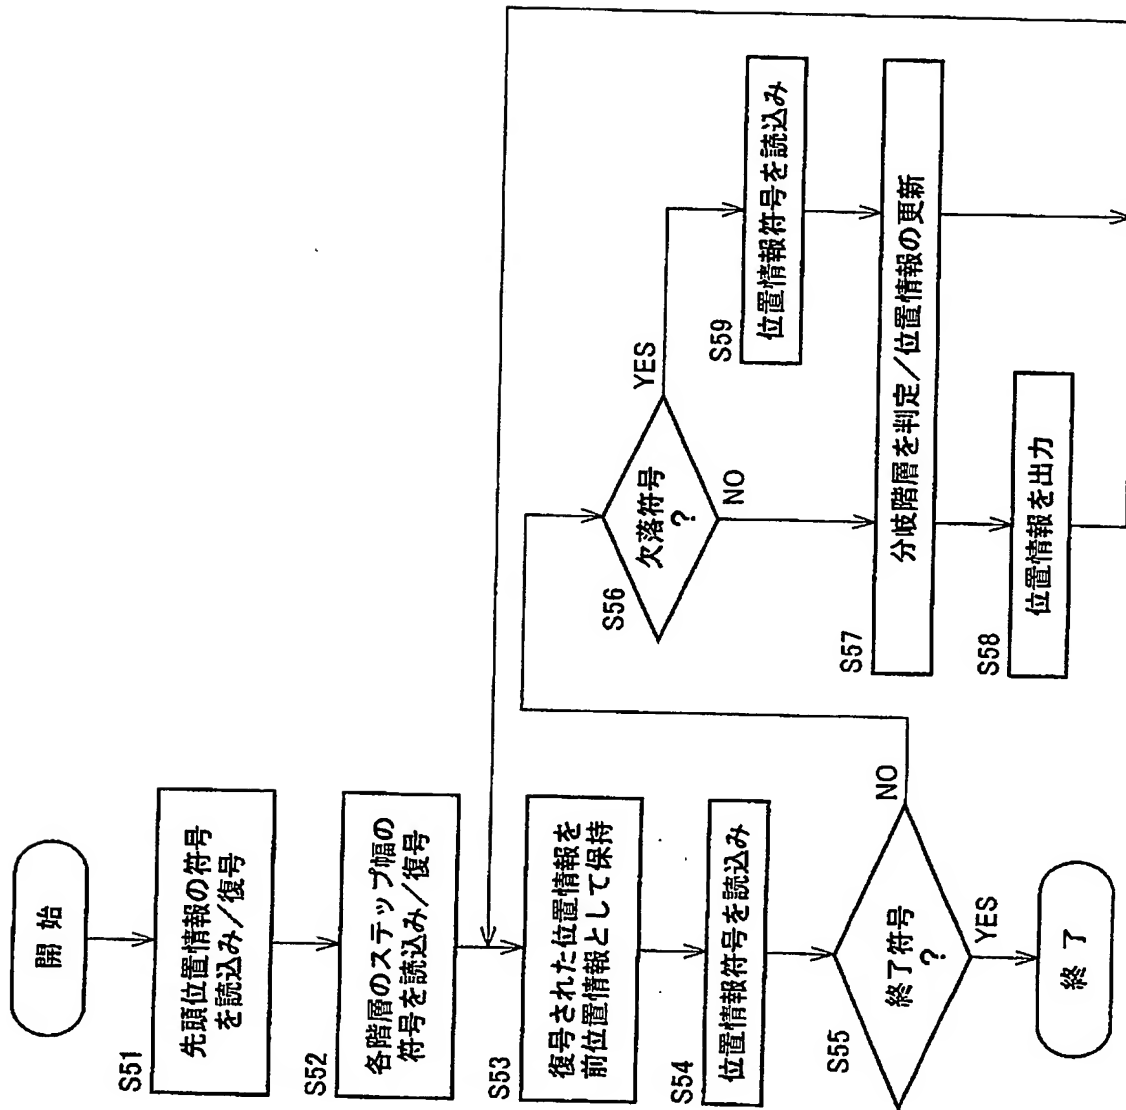 開 始
S51
先頭位置情報の符号
を読込み/復号
S52
各階層のステップ幅の
符号を読込み/復号
S53
復号された位置情報を
前位置情報として保持
S54
位置情報符号を読込み
S55
終了符号
?
NO
YES
終 了
S56
欠落符号
?
YES
NO
S59
位置情報符号を読込み
S57
分岐階層を判定/位置情報の更新
S58
位置情報を出力